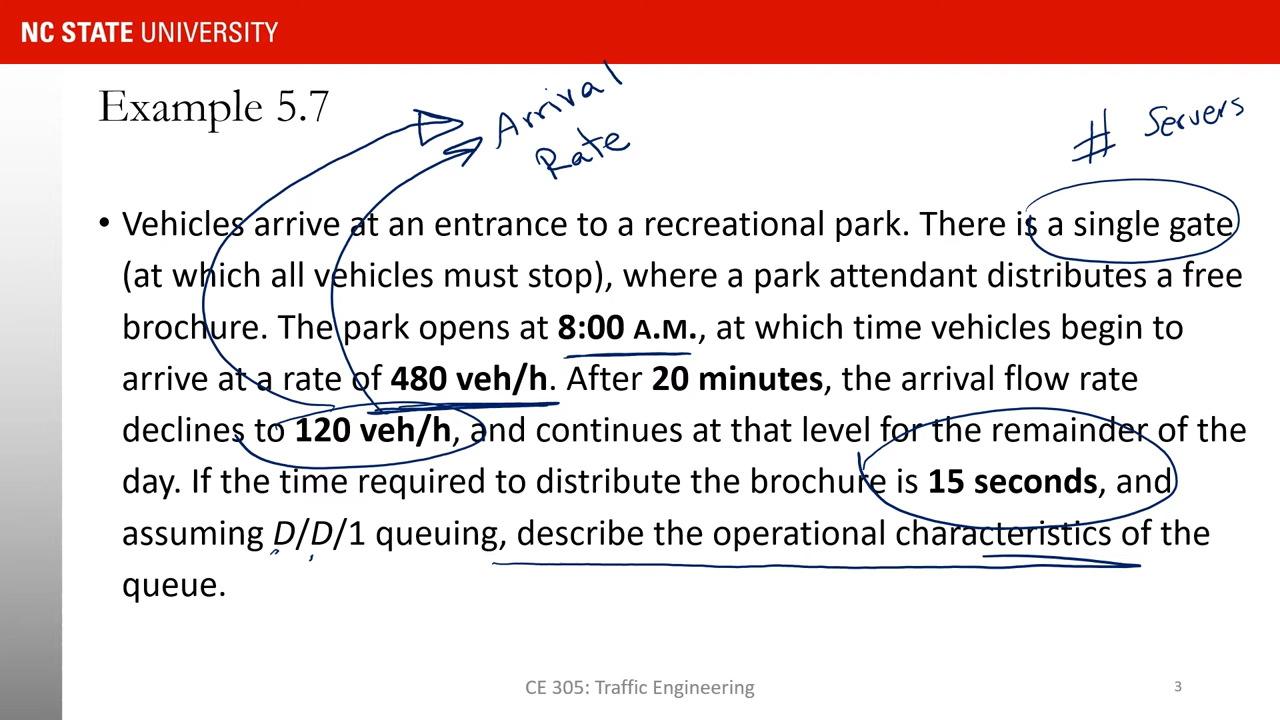 NC STATE UNIVERSITY
Example 5.7
Arrival
Rate
# Servers
• Vehicles arrive at an entrance to a recreational park. There is a single gate
(at which all vehicles must stop), where a park attendant distributes a free
brochure. The park opens at 8:00 A.M., at which time vehicles begin to
arrive at a rate of 480 veh/h. After 20 minutes, the arrival flow rate
declines to 120 veh/h, and continues at that level for the remainder of the
day. If the time required to distribute the brochure is 15 seconds, and
assuming D/D/1 queuing, describe the operational characteristics of the
queue.
CE 305: Traffic Engineering
3